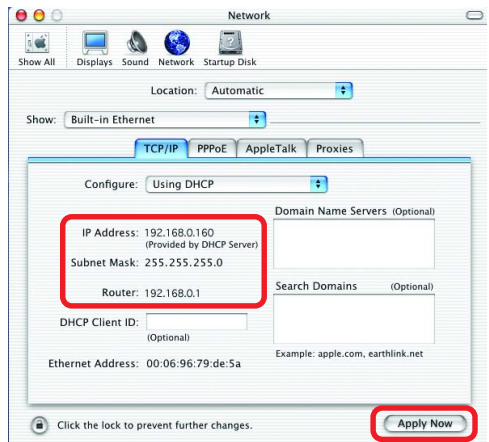 Network
Show All Displays Sound Network Startup Disk
Location: Automatic
Show: Built-in Ethernet
TCP/IP PPPoE AppleTalk Proxies
Configure: Using DHCP
Domain Name Servers (Optional)
IP Address: 192.168.0.160
(Provided by DHCP Server)
Subnet Mask: 255.255.255.0
Router: 192.168.0.1
Search Domains (Optional)
DHCP Client ID:
(Optional)
Example: apple.com, earthlink.net
Ethernet Address: 00:06:96:79:de:5a
Click the lock to prevent further changes.
Apply Now